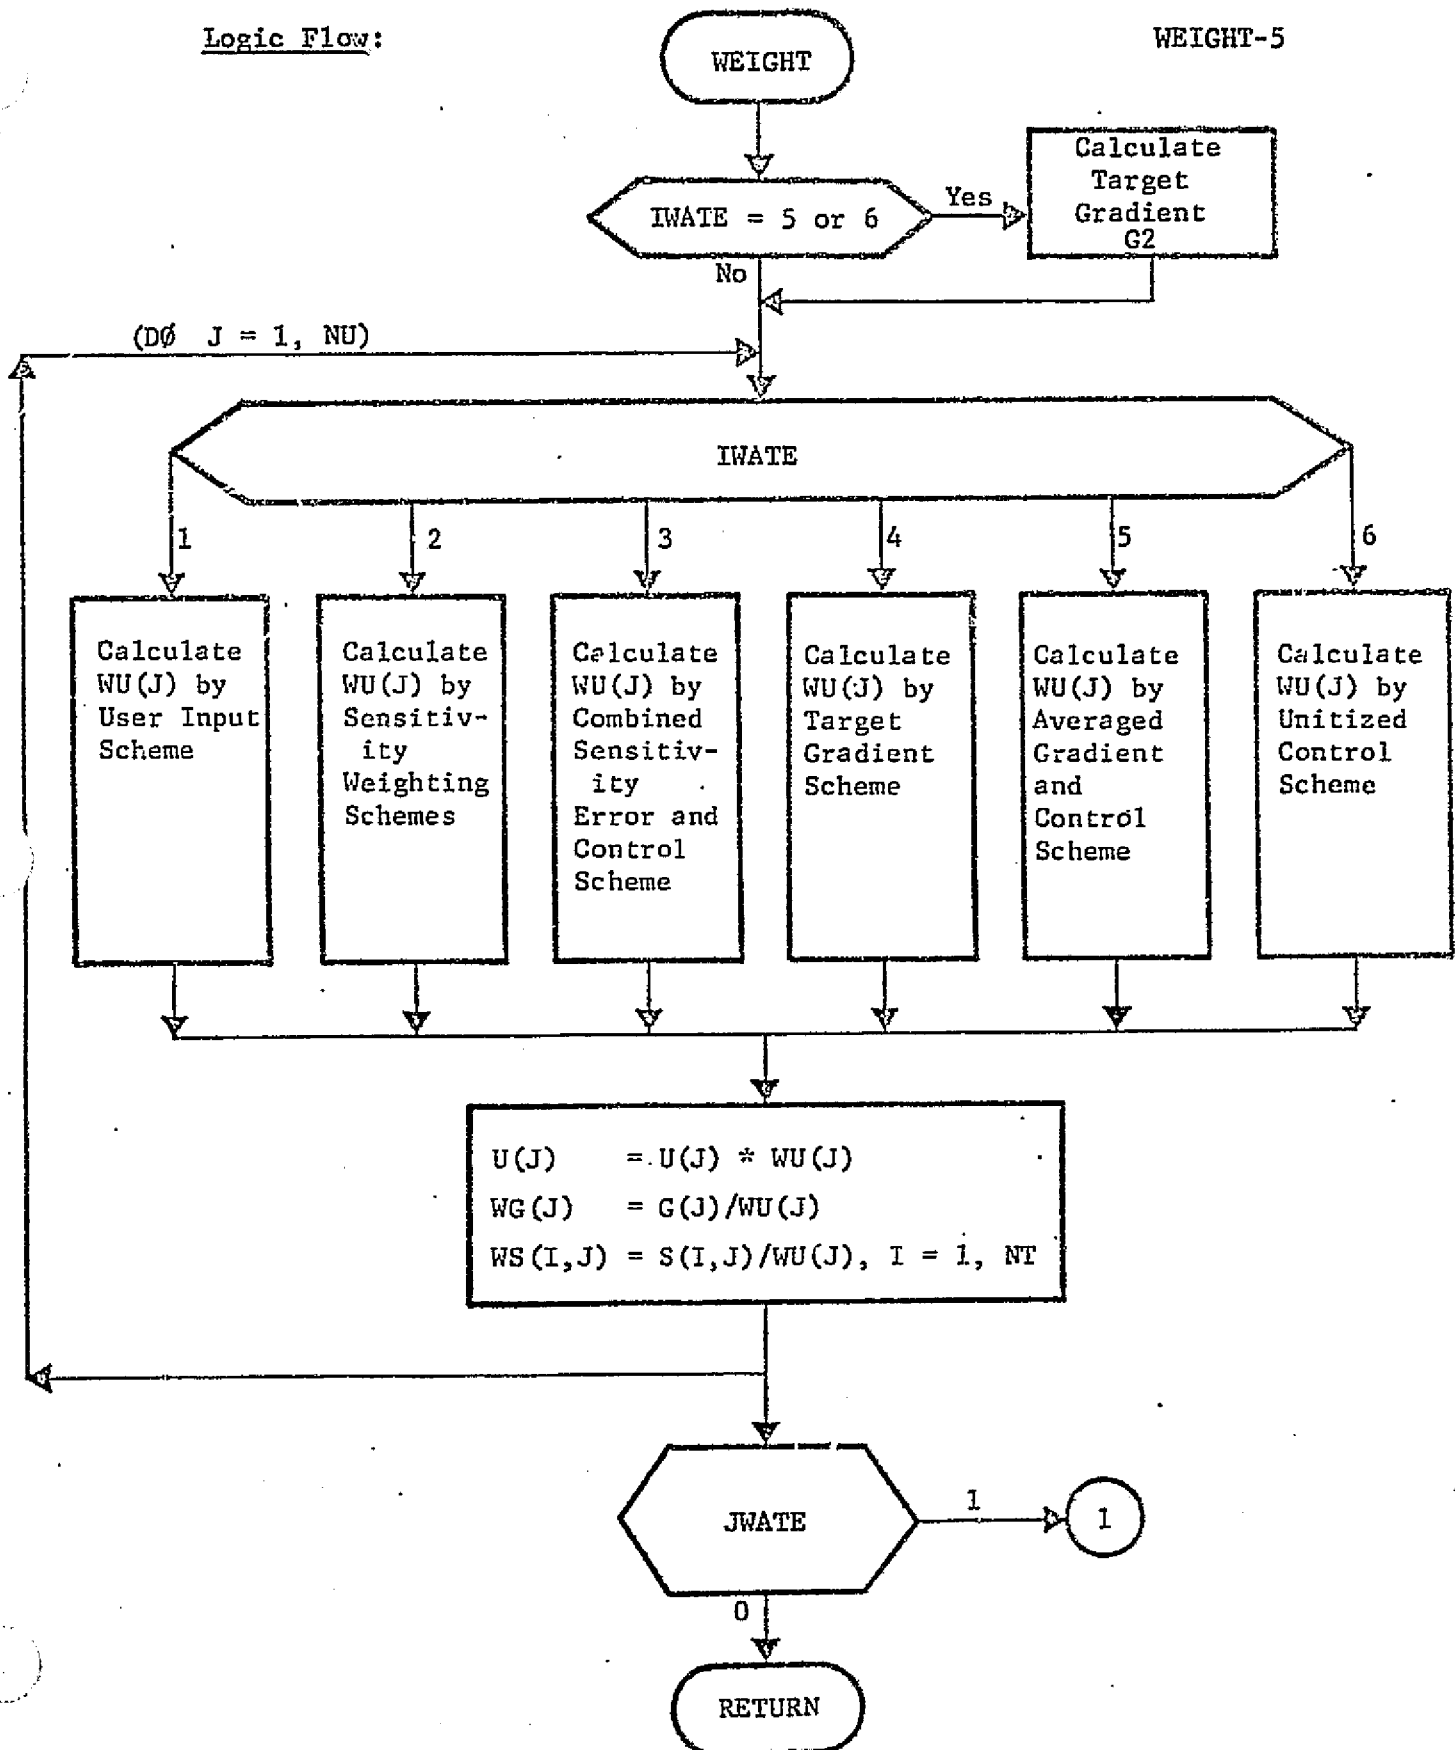 Logic Flow:
WEIGHT-5
WEIGHT
IWATE = 5 or 6
Yes
Calculate
Target
Gradient
G2
No
(DØ J = 1, NU)
IWATE
1
2
3
4
5
6
Calculate
WU(J) by
User Input
Scheme
Calculate
WU(J) by
Sensitiv-
ity
Weighting
Schemes
Calculate
WU(J) by
Combined
Sensitiv-
ity
Error and
Control
Scheme
Calculate
WU(J) by
Target
Gradient
Scheme
Calculate
WU(J) by
Averaged
Gradient
and
Control
Scheme
Calculate
WU(J) by
Unitized
Control
Scheme
U(J) = U(J) * WU(J)
WG(J) = G(J)/WU(J)
WS(I,J) = S(I,J)/WU(J), I = 1, NT
JWATE
1
1
0
RETURN